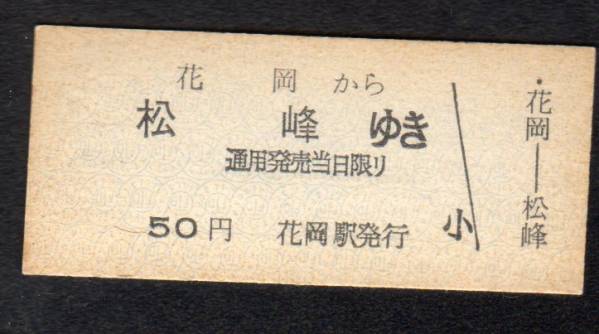 花岡から
松峰ゆき
通用発売当日限リ
50円 花岡駅発行
小
・花岡―松峰